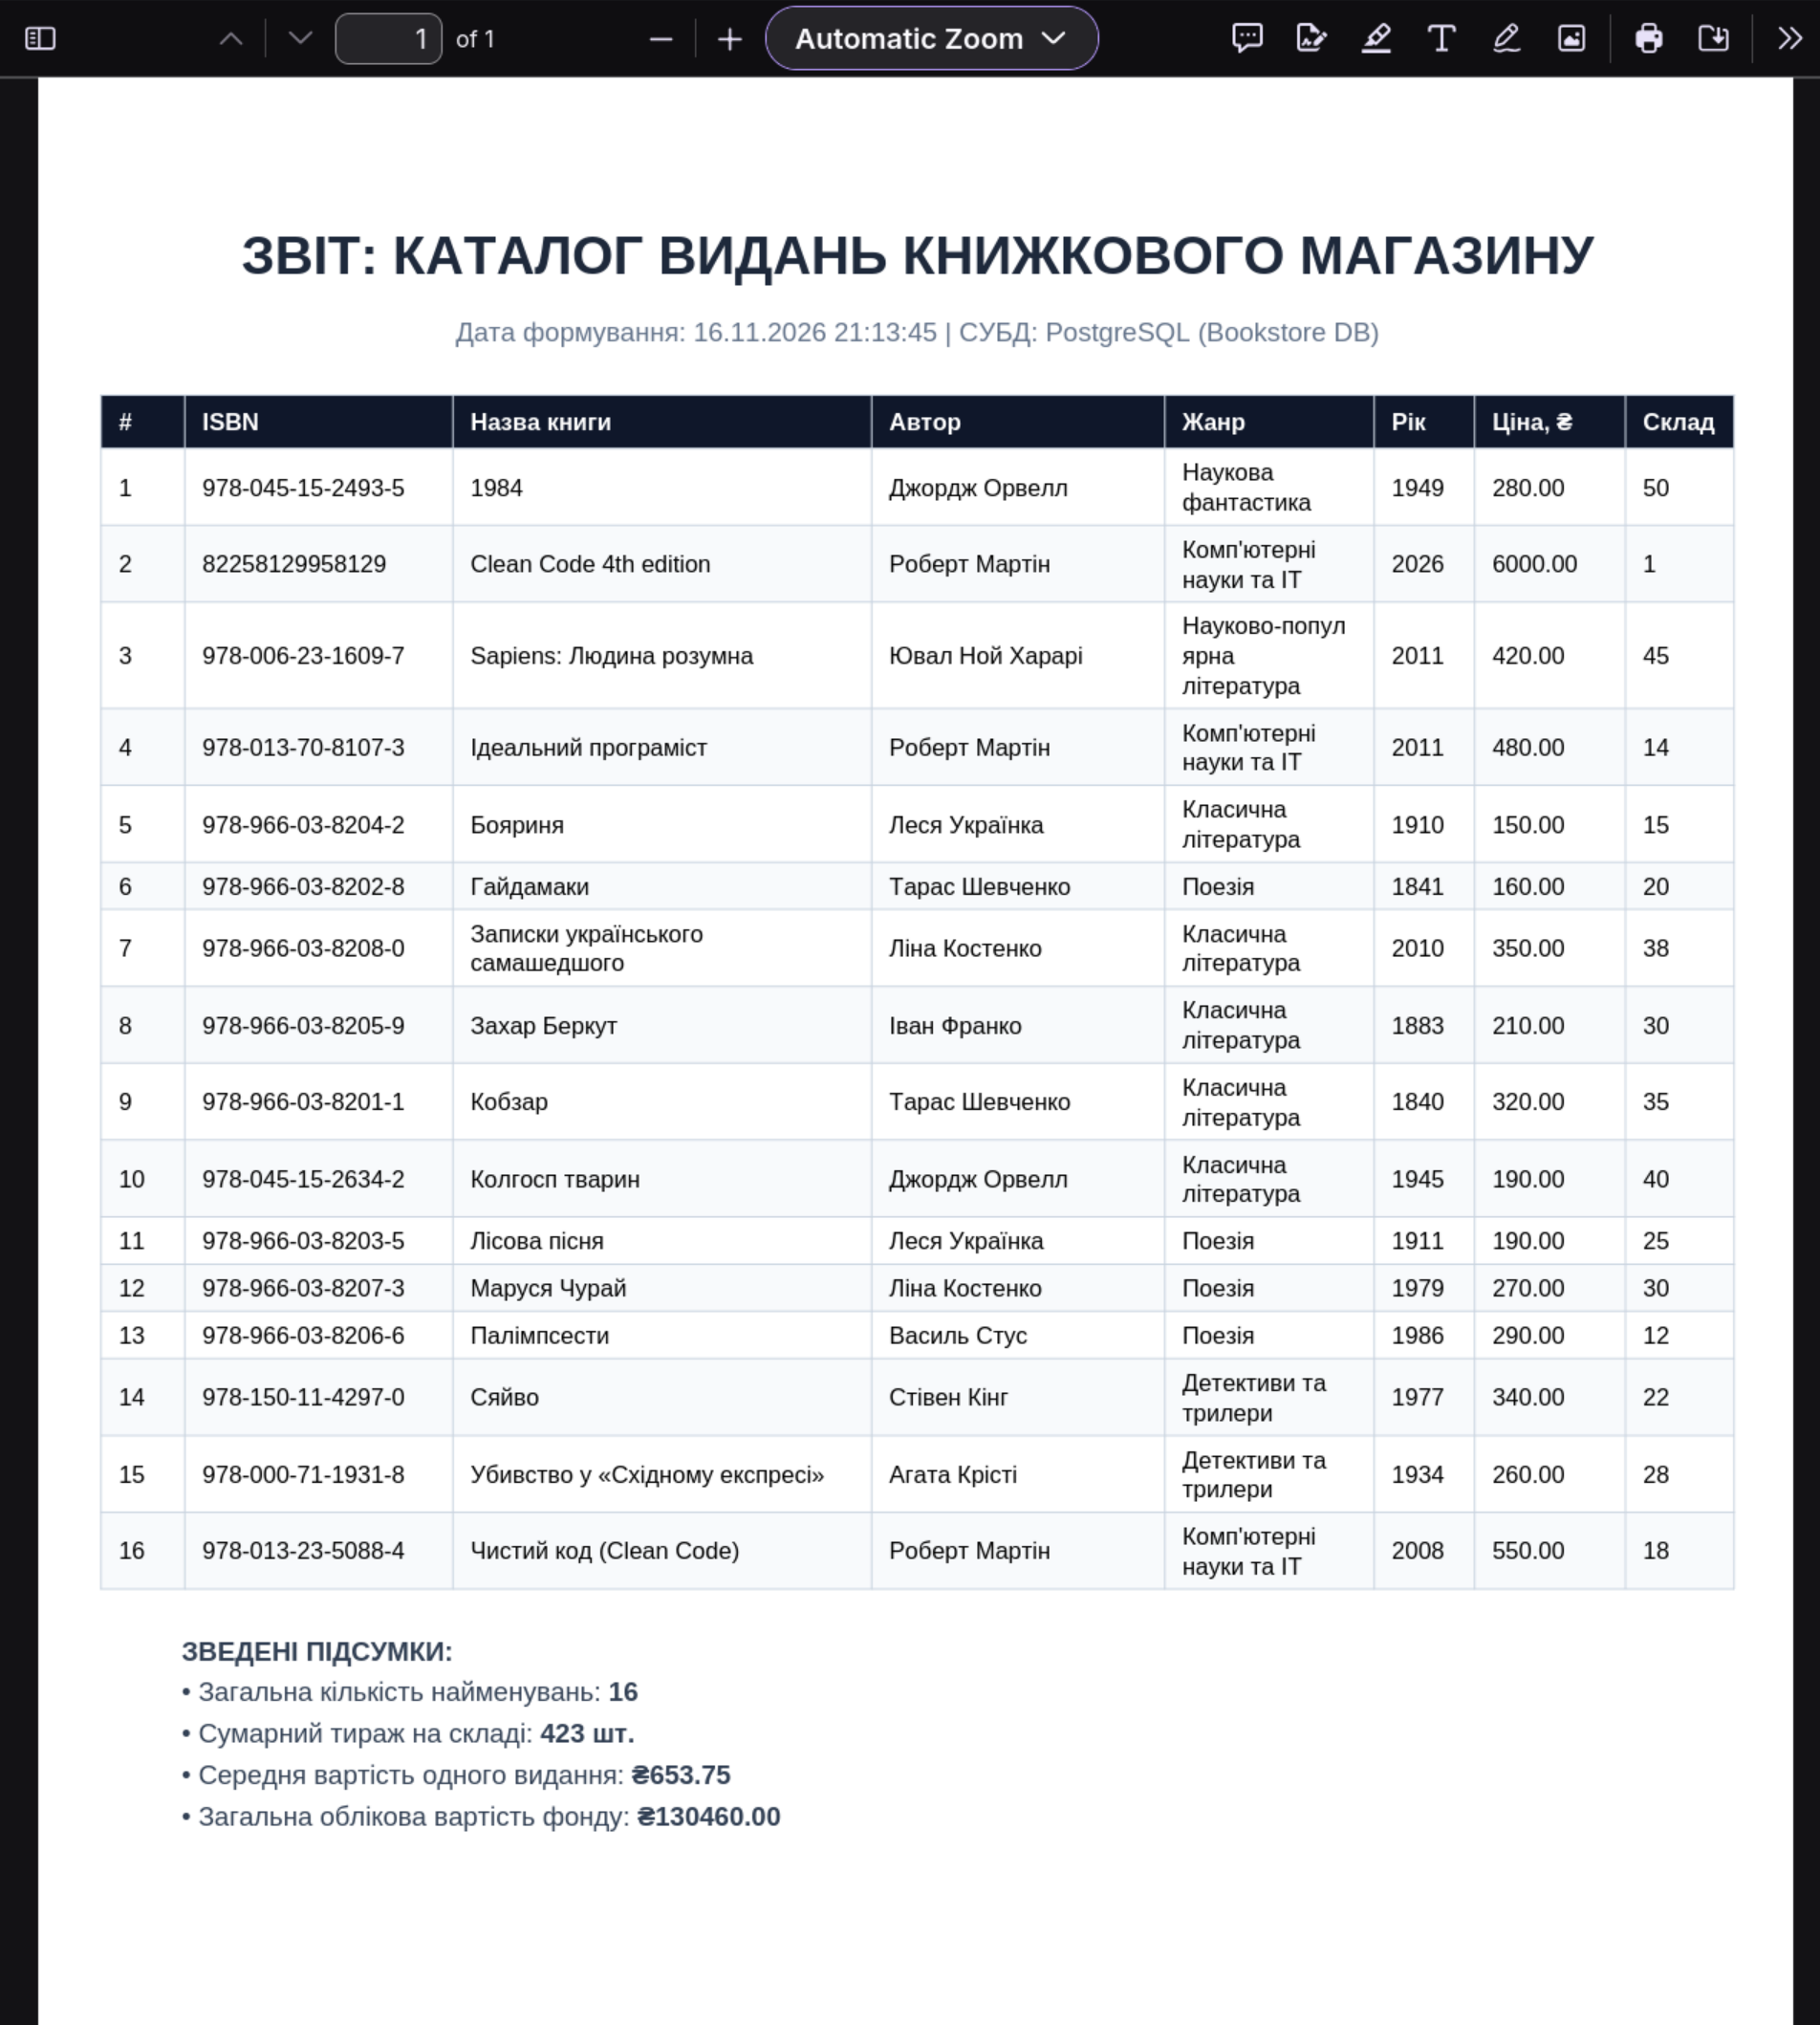 1 of 1 Automatic Zoom
ЗВІТ: КАТАЛОГ ВИДАНЬ КНИЖКОВОГО МАГАЗИНУ
Дата формування: 16.11.2026 21:13:45 | СУБД: PostgreSQL (Bookstore DB)
# ISBN Назва книги Автор Жанр Рік Ціна, ₴ Склад
1 978-045-15-2493-5 1984 Джордж Орвелл Наукова
фантастика 1949 280.00 50
2 82258129958129 Clean Code 4th edition Роберт Мартін Комп'ютерні
науки та IT 2026 6000.00 1
3 978-006-23-1609-7 Sapiens: Людина розумна Ювал Ной Харарі Науково-попул
ярна
література 2011 420.00 45
4 978-013-70-8107-3 Ідеальний програміст Роберт Мартін Комп'ютерні
науки та IT 2011 480.00 14
5 978-966-03-8204-2 Бояриня Леся Українка Класична
література 1910 150.00 15
6 978-966-03-8202-8 Гайдамаки Тарас Шевченко Поезія 1841 160.00 20
7 978-966-03-8208-0 Записки українського
самашедшого Ліна Костенко Класична
література 2010 350.00 38
8 978-966-03-8205-9 Захар Беркут Іван Франко Класична
література 1883 210.00 30
9 978-966-03-8201-1 Кобзар Тарас Шевченко Класична
література 1840 320.00 35
10 978-045-15-2634-2 Колгосп тварин Джордж Орвелл Класична
література 1945 190.00 40
11 978-966-03-8203-5 Лісова пісня Леся Українка Поезія 1911 190.00 25
12 978-966-03-8207-3 Маруся Чурай Ліна Костенко Поезія 1979 270.00 30
13 978-966-03-8206-6 Палімпсести Василь Стус Поезія 1986 290.00 12
14 978-150-11-4297-0 Сяйво Стівен Кінг Детективи та
трилери 1977 340.00 22
15 978-000-71-1931-8 Убивство у «Східному експресі» Агата Крісті Детективи та
трилери 1934 260.00 28
16 978-013-23-5088-4 Чистий код (Clean Code) Роберт Мартін Комп'ютерні
науки та IT 2008 550.00 18
ЗВЕДЕНІ ПІДСУМКИ:
• Загальна кількість найменувань: 16
• Сумарний тираж на складі: 423 шт.
• Середня вартість одного видання: ₴653.75
• Загальна облікова вартість фонду: ₴130460.00